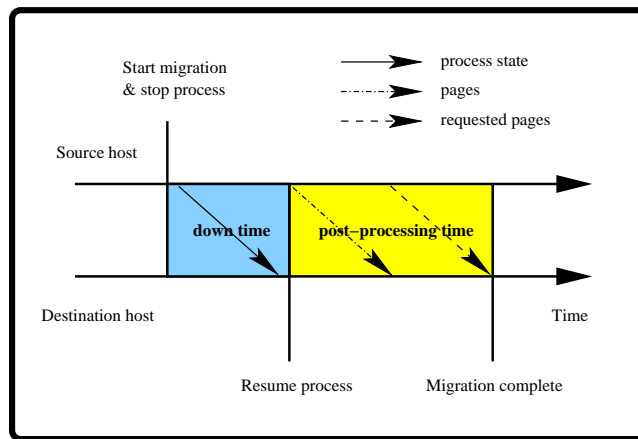 Start migration
& stop process
process state
pages
requested pages
Source host
down time
post−processing time
Destination host
Time
Resume process
Migration complete